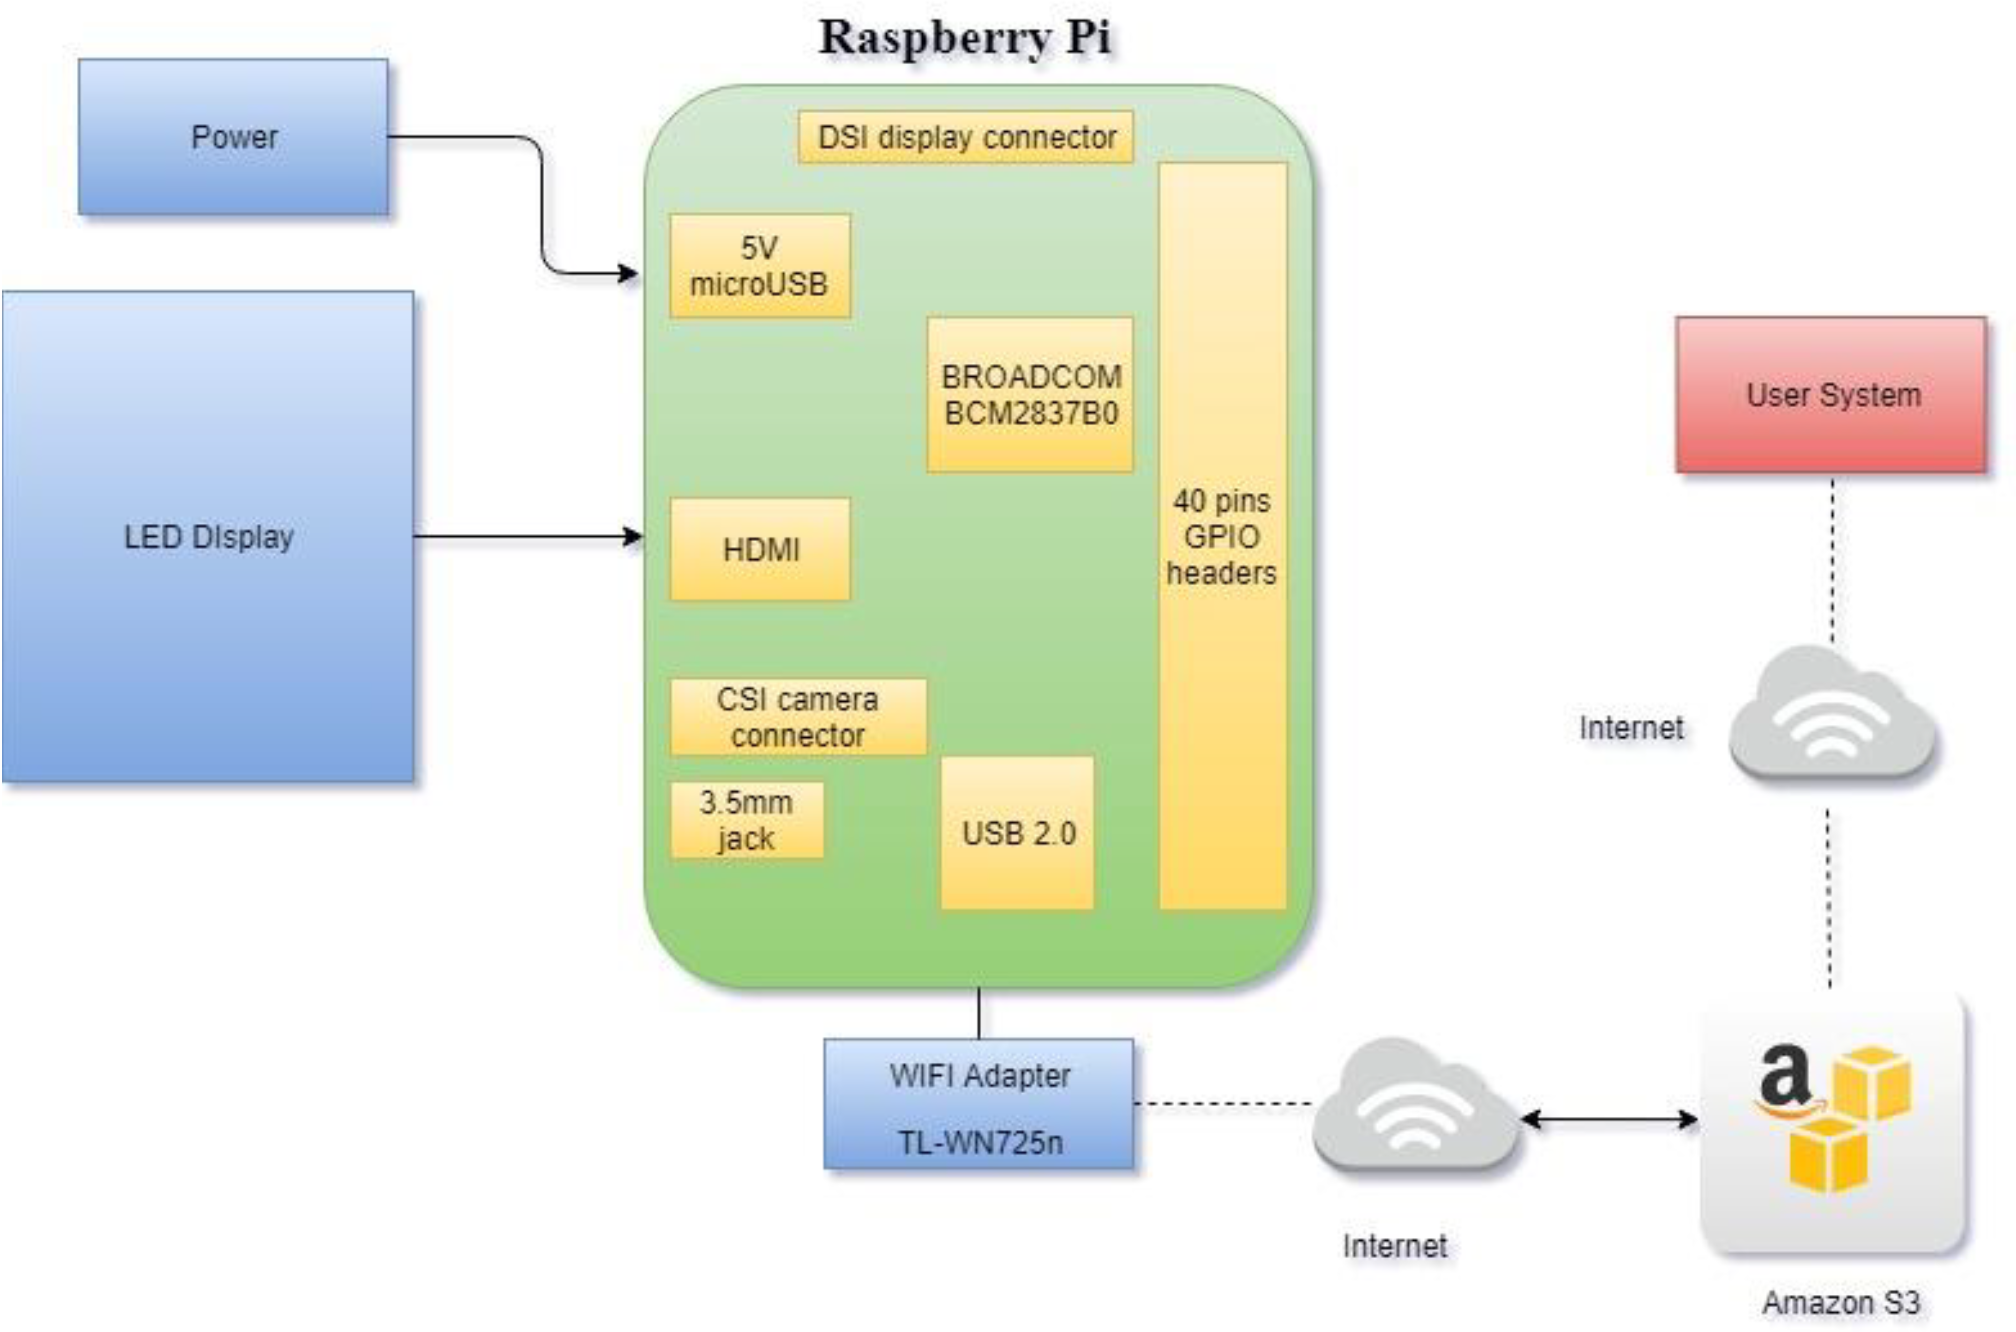 Raspberry Pi
Power
DSI display connector
5V
microUSB
BROADCOM
BCM2837B0
User System
LED DIsplay
40 pins
GPIO
headers
HDMI
CSI camera
connector
Internet
3.5mm
jack
USB 2.0
WIFI Adapter
TL-WN725n
a
Internet
Amazon S3